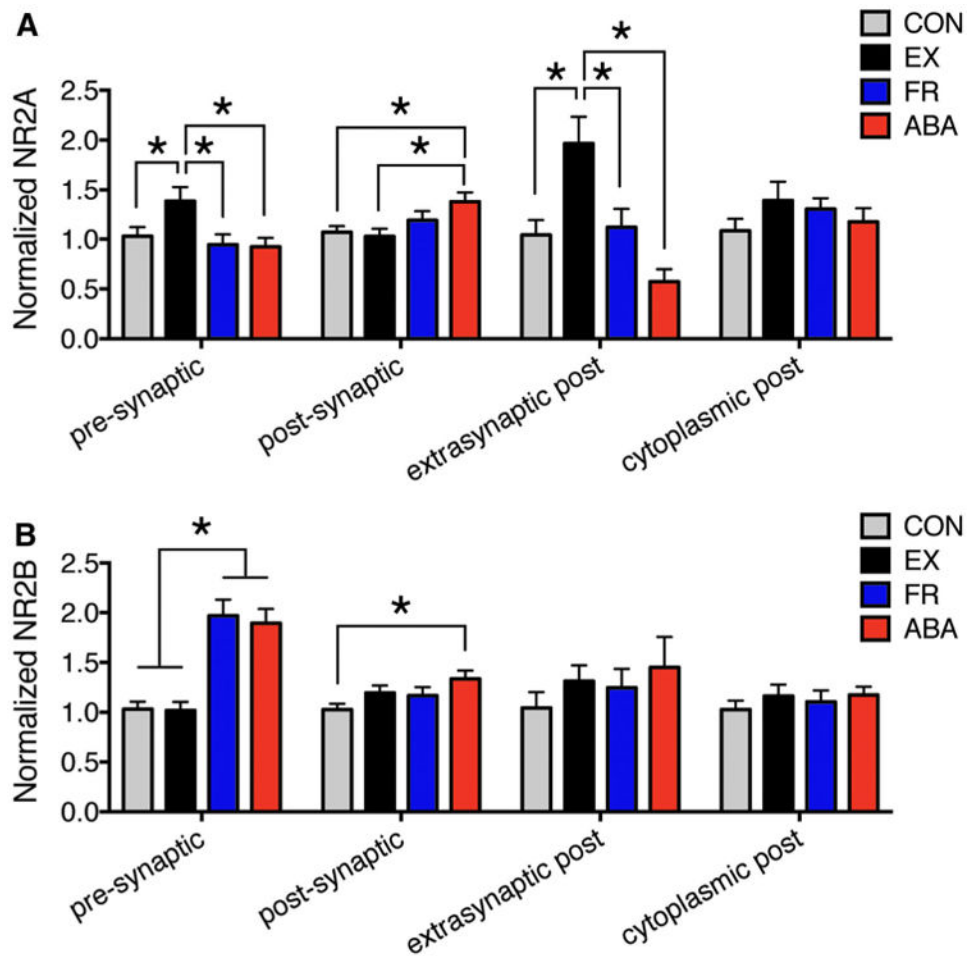 A
CON
EX
FR
ABA
Normalized NR2A
2.5
2.0
1.5
1.0
0.5
0.0
* * *
* *
* * *
pre-synaptic
post-synaptic
extrasynaptic post
cytoplasmic post
B
CON
EX
FR
ABA
Normalized NR2B
2.5
2.0
1.5
1.0
0.5
0.0
*
*
pre-synaptic
post-synaptic
extrasynaptic post
cytoplasmic post